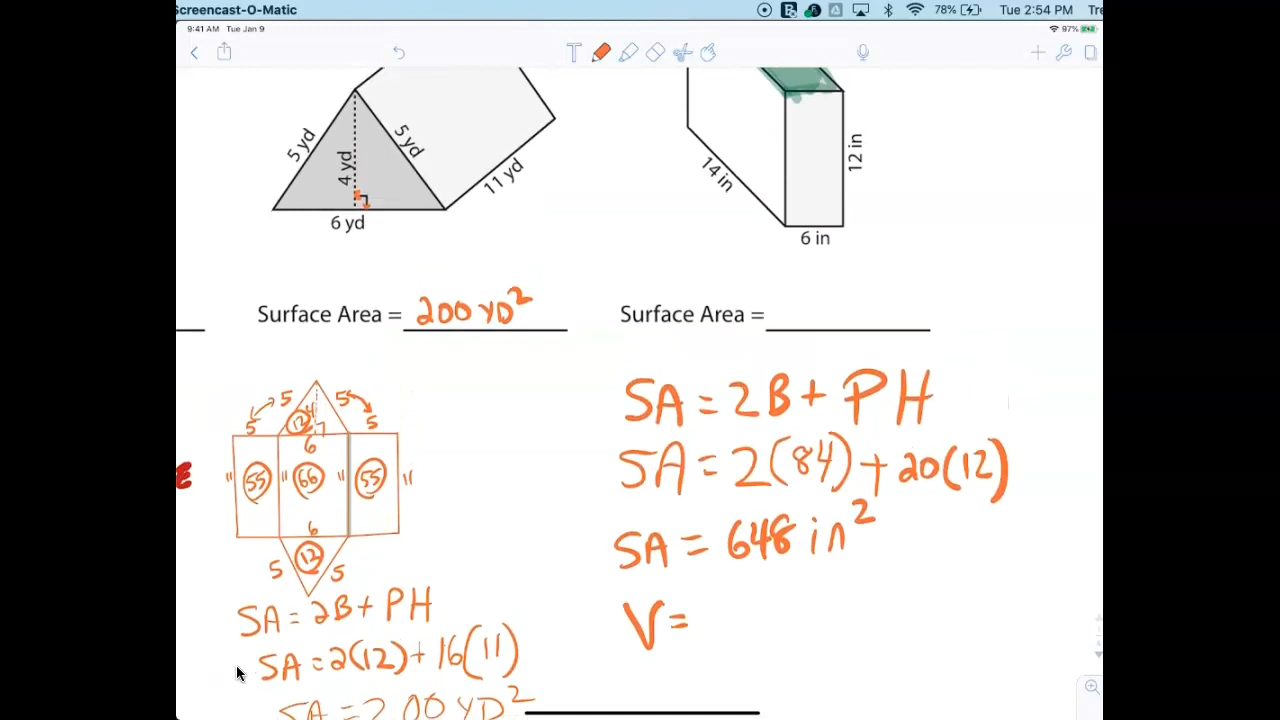 Screencast-O-Matic
78%
Tue 2:54 PM
Tre
9:41 AM Tue Jan 9
97%
T
5 yd
4 yd
5 yd
11 yd
6 yd
14 in
12 in
6 in
Surface Area = 200 YD²
Surface Area =
5 5
5 4 5
12
6
" 55 " 66 " 55 "
6
12
5 5
SA = 2B + PH
SA = 2(12) + 16(11)
SA = 200 YD²
E
SA = 2B + PH
SA = 2(84) + 20(12)
SA = 648 in²
V =